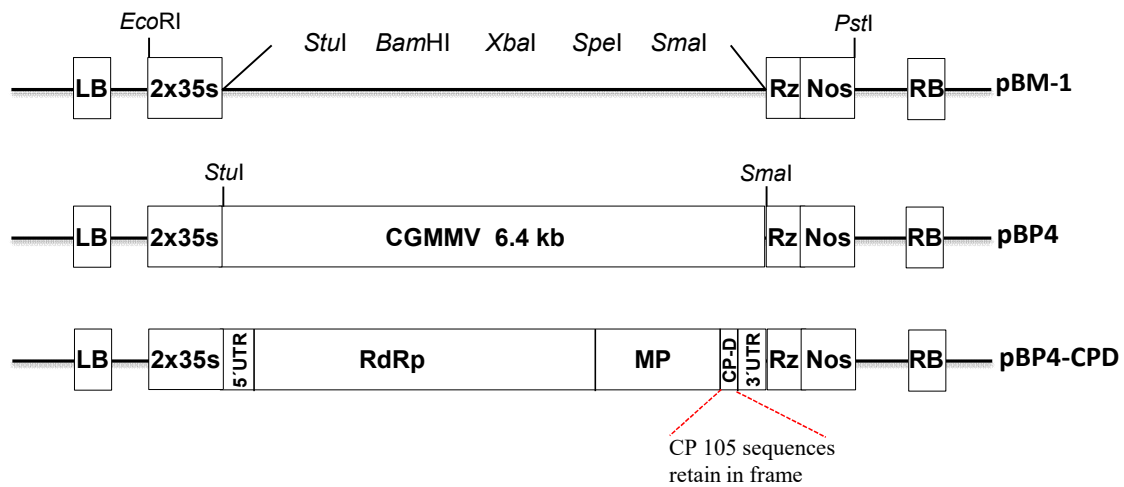 EcoRI
StuI BamHI XbaI SpeI SmaI
PstI
LB 2x35s Rz Nos RB pBM-1
StuI SmaI
LB 2x35s CGMMV 6.4 kb Rz Nos RB pBP4
LB 2x35s 5´UTR RdRp MP CP-D 3´UTR Rz Nos RB pBP4-CPD
CP 105 sequences
retain in frame